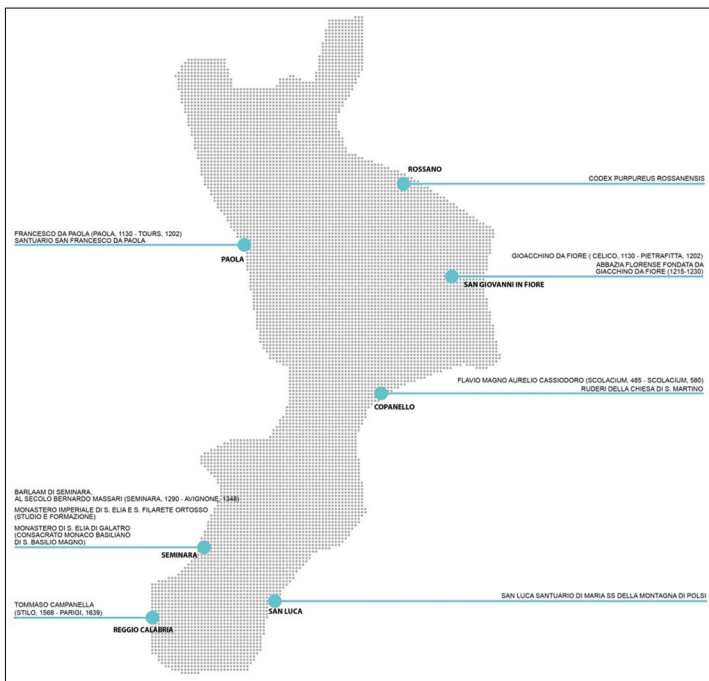 ROSSANO
CODEX PURPUREUS ROSSANENSIS
FRANCESCO DA PAOLA (PAOLA, 1130 - TOURS, 1202)
SANTUARIO SAN FRANCESCO DA PAOLA
PAOLA
GIOACCHINO DA FIORE ( CELICO, 1130 - PIETRAFITTA, 1202)
ABBAZIA FLORENSE FONDATA DA
GIACCHINO DA FIORE (1215-1230)
SAN GIOVANNI IN FIORE
FLAVIO MAGNO AURELIO CASSIODORO (SCOLACIUM, 485 - SCOLACIUM, 580)
RUDERI DELLA CHIESA DI S. MARTINO
COPANELLO
BARLAAM DI SEMINARA,
AL SECOLO BERNARDO MASSARI (SEMINARA, 1290 - AVIGNONE, 1348)
MONASTERO IMPERIALE DI S. ELIA E S. FILARETE ORTOSSO
(STUDIO E FORMAZIONE)
MONASTERO DI S. ELIA DI GALATRO
(CONSACRATO MONACO BASILIANO
DI S. BASILIO MAGNO)
SEMINARA
SAN LUCA SANTUARIO DI MARIA SS DELLA MONTAGNA DI POLSI
SAN LUCA
TOMMASO CAMPANELLA
(STILO, 1568 - PARIGI, 1639)
REGGIO CALABRIA